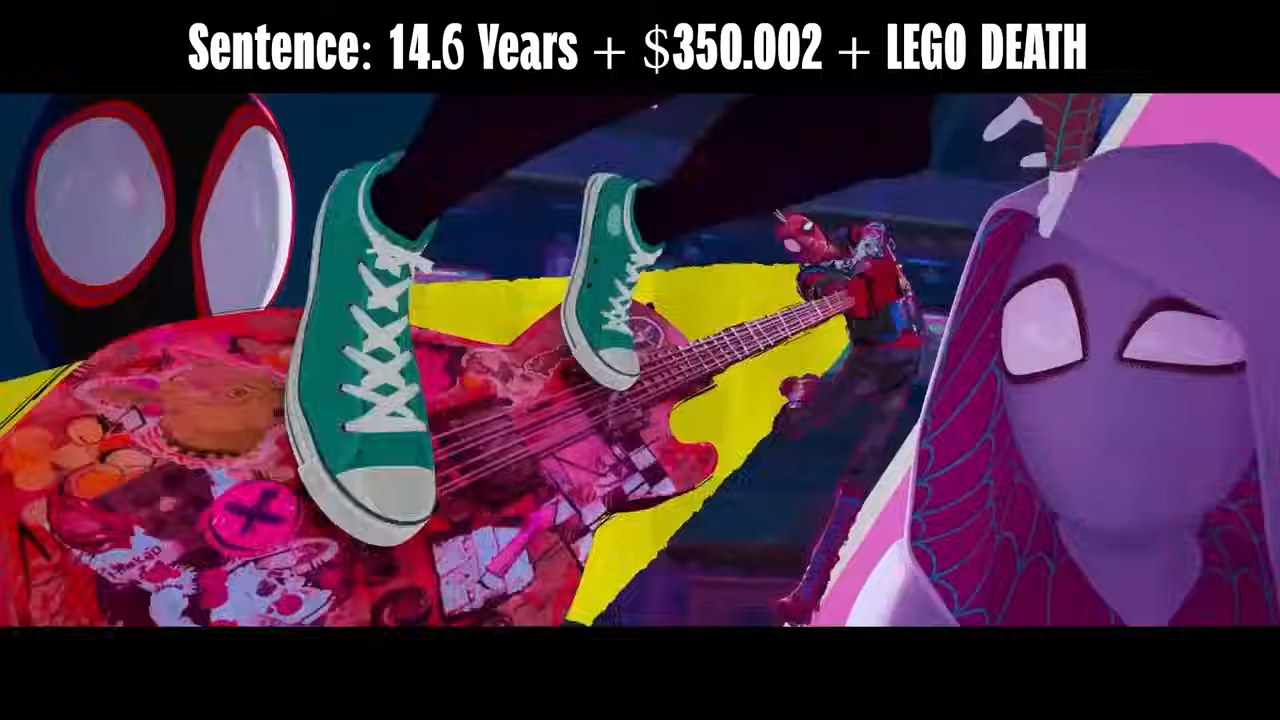 Sentence: 14.6 Years + $350.002 + LEGO DEATH